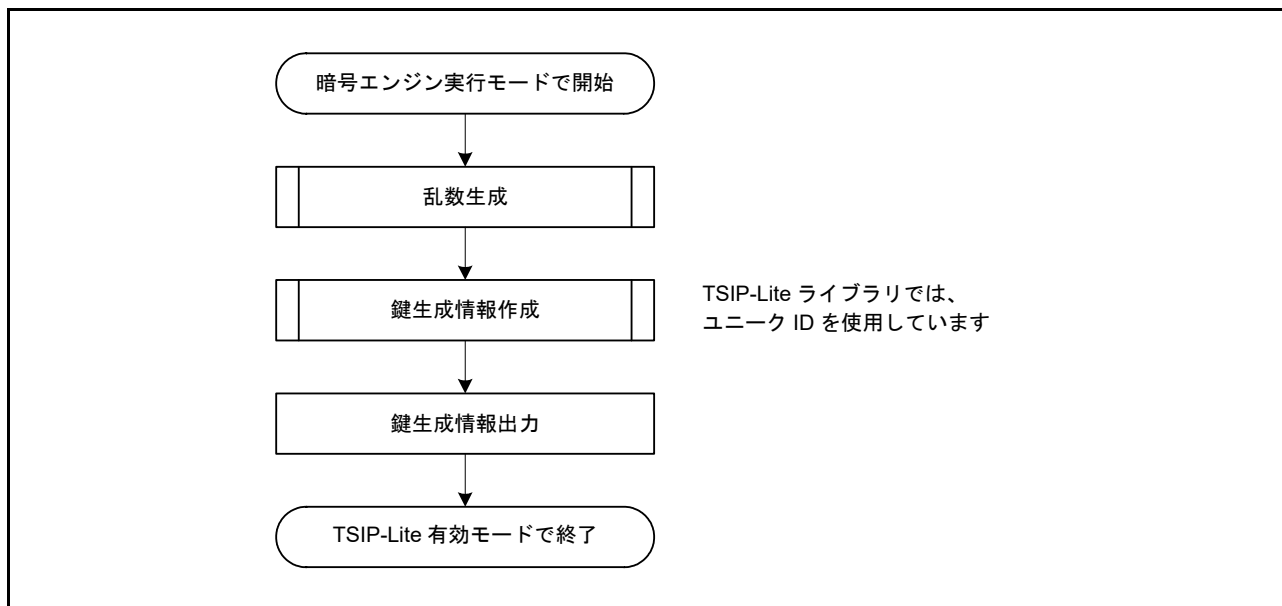 暗号エンジン実行モードで開始
乱数生成
鍵生成情報作成
TSIP-Lite ライブラリでは、
ユニーク ID を使用しています
鍵生成情報出力
TSIP-Lite 有効モードで終了